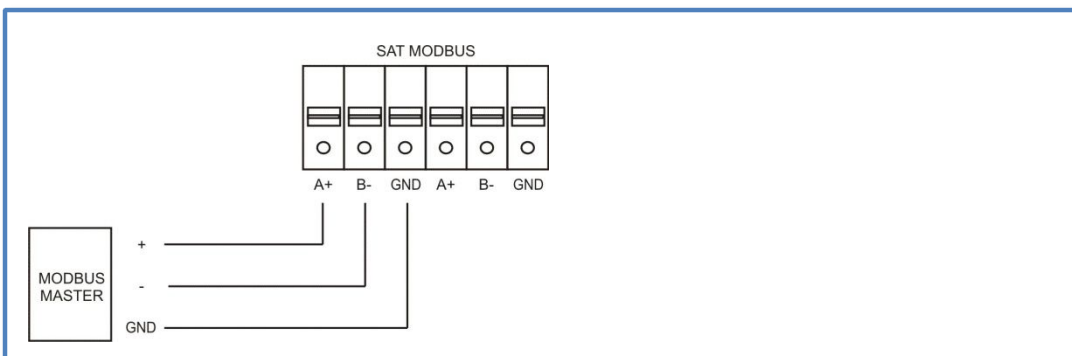 SAT MODBUS
A+ B- GND A+ B- GND
+
MODBUS
MASTER
-
GND